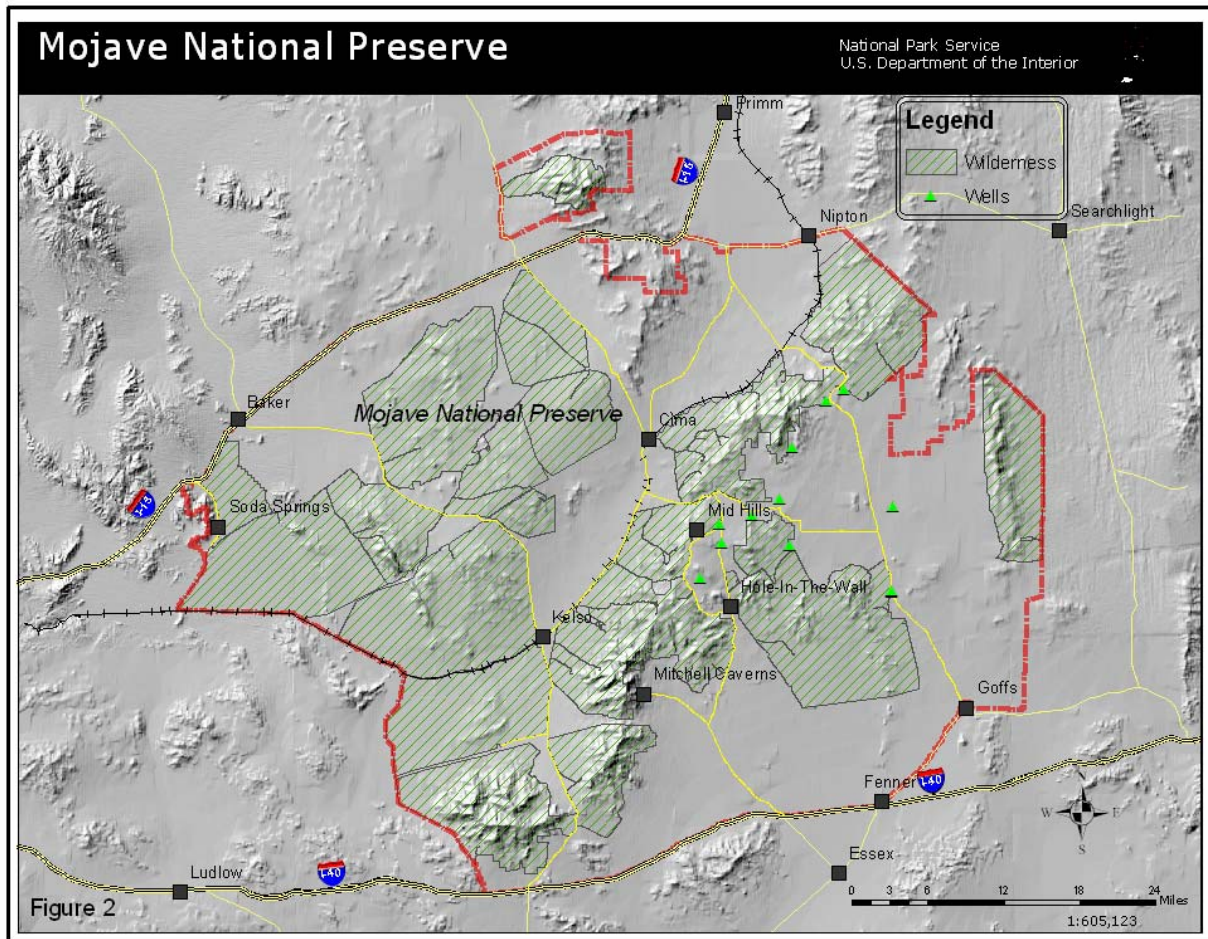 Mojave National Preserve
National Park Service
U.S. Department of the Interior
Primm
Legend
Wilderness
Wells
I-15
Nipton
Searchlight
Baker
Mojave National Preserve
Cima
I-15
Soda Springs
Mid Hills
Hole-In-The-Wall
Kelso
Mitchell Caverns
Goffs
Fenner
I-40
W
E
S
Essex
Ludlow
I-40
0 3 6 12 18 24
Miles
1:605,123
Figure 2